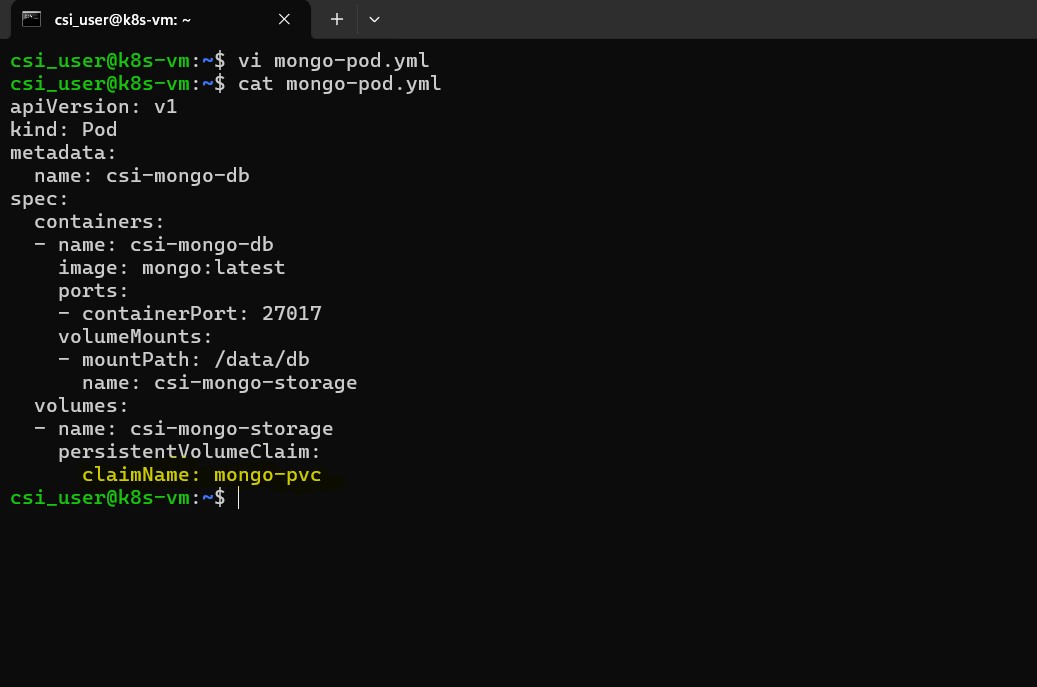 csi_user@k8s-vm: ~
csi_user@k8s-vm:~$ vi mongo-pod.yml
csi_user@k8s-vm:~$ cat mongo-pod.yml
apiVersion: v1
kind: Pod
metadata:
  name: csi-mongo-db
spec:
  containers:
  - name: csi-mongo-db
    image: mongo:latest
    ports:
    - containerPort: 27017
    volumeMounts:
    - mountPath: /data/db
      name: csi-mongo-storage
  volumes:
  - name: csi-mongo-storage
    persistentVolumeClaim:
      claimName: mongo-pvc
csi_user@k8s-vm:~$